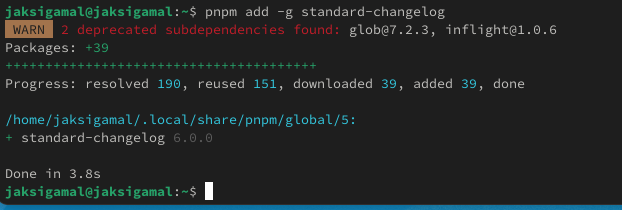 jaksigamal@jaksigamal:~$ pnpm add -g standard-changelog
WARN 2 deprecated subdependencies found: glob@7.2.3, inflight@1.0.6
Packages: +39
+++++++++++++++++++++++++++++++++++++++
Progress: resolved 190, reused 151, downloaded 39, added 39, done
/home/jaksigamal/.local/share/pnpm/global/5:
+ standard-changelog 6.0.0
Done in 3.8s
jaksigamal@jaksigamal:~$